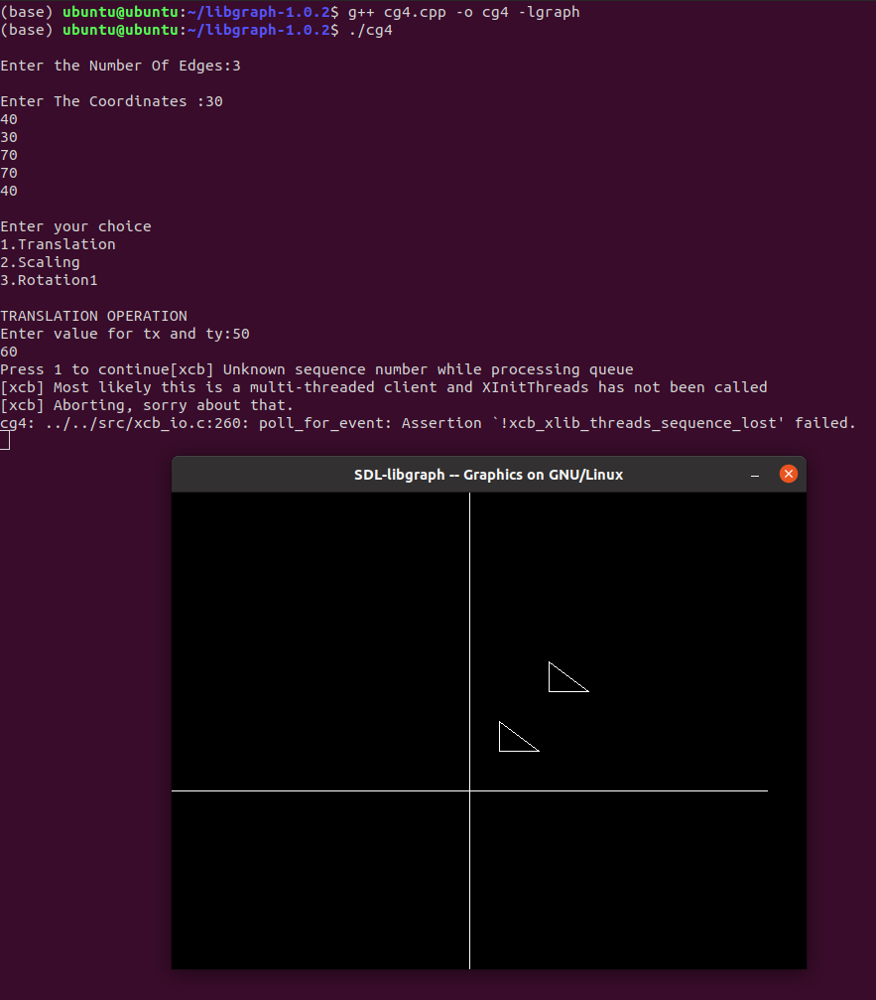 (base) ubuntu@ubuntu:~/libgraph-1.0.2$ g++ cg4.cpp -o cg4 -lgraph
(base) ubuntu@ubuntu:~/libgraph-1.0.2$ ./cg4
Enter the Number Of Edges:3
Enter The Coordinates :30
40
30
70
70
40
Enter your choice
1.Translation
2.Scaling
3.Rotation1
TRANSLATION OPERATION
Enter value for tx and ty:50
60
Press 1 to continue[xcb] Unknown sequence number while processing queue
[xcb] Most likely this is a multi-threaded client and XInitThreads has not been called
[xcb] Aborting, sorry about that.
cg4: ../../src/xcb_io.c:260: poll_for_event: Assertion `!xcb_xlib_threads_sequence_lost' failed.
SDL-libgraph -- Graphics on GNU/Linux